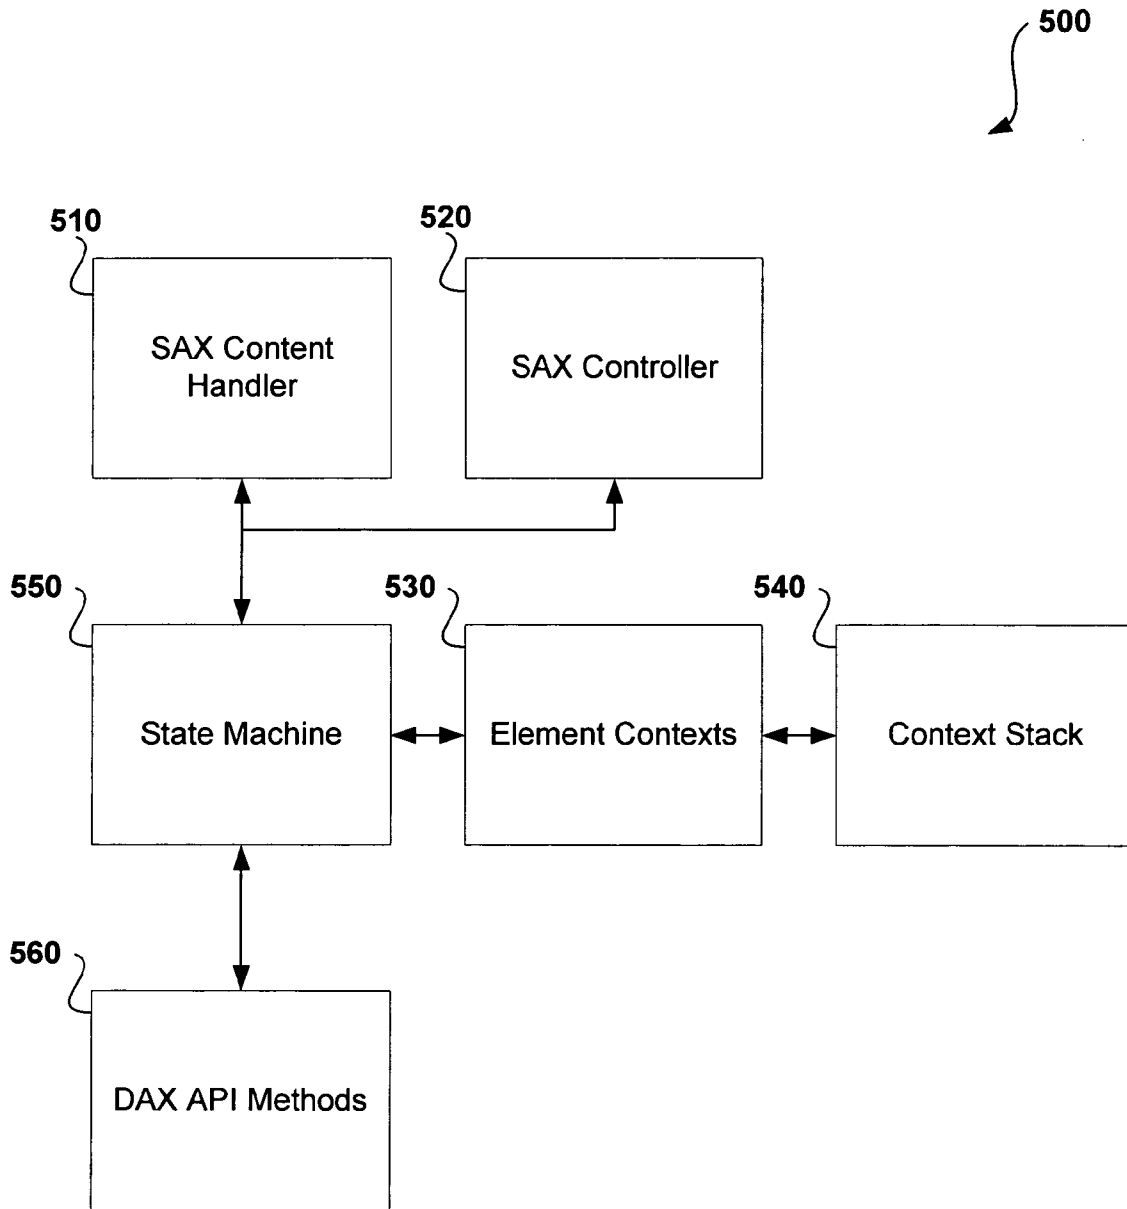 500
510
520
SAX Content
Handler
SAX Controller
550
530
540
State Machine
Element Contexts
Context Stack
560
DAX API Methods